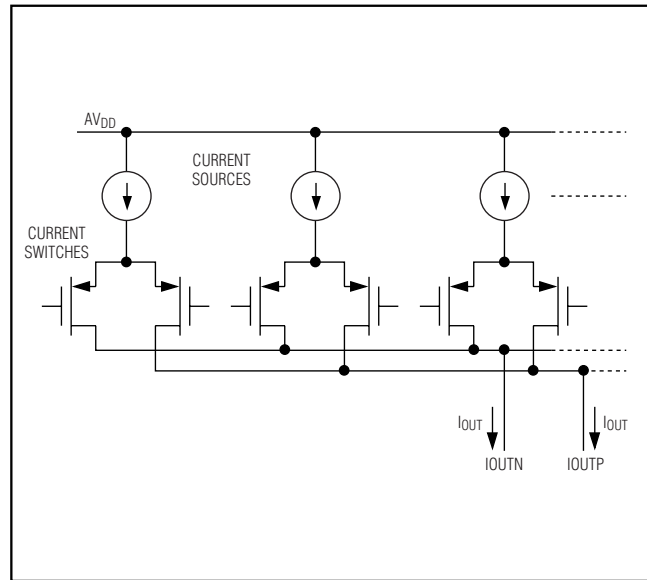 AVDD
CURRENT
SOURCES
CURRENT
SWITCHES
IOUT
IOUT
IOUTN
IOUTP